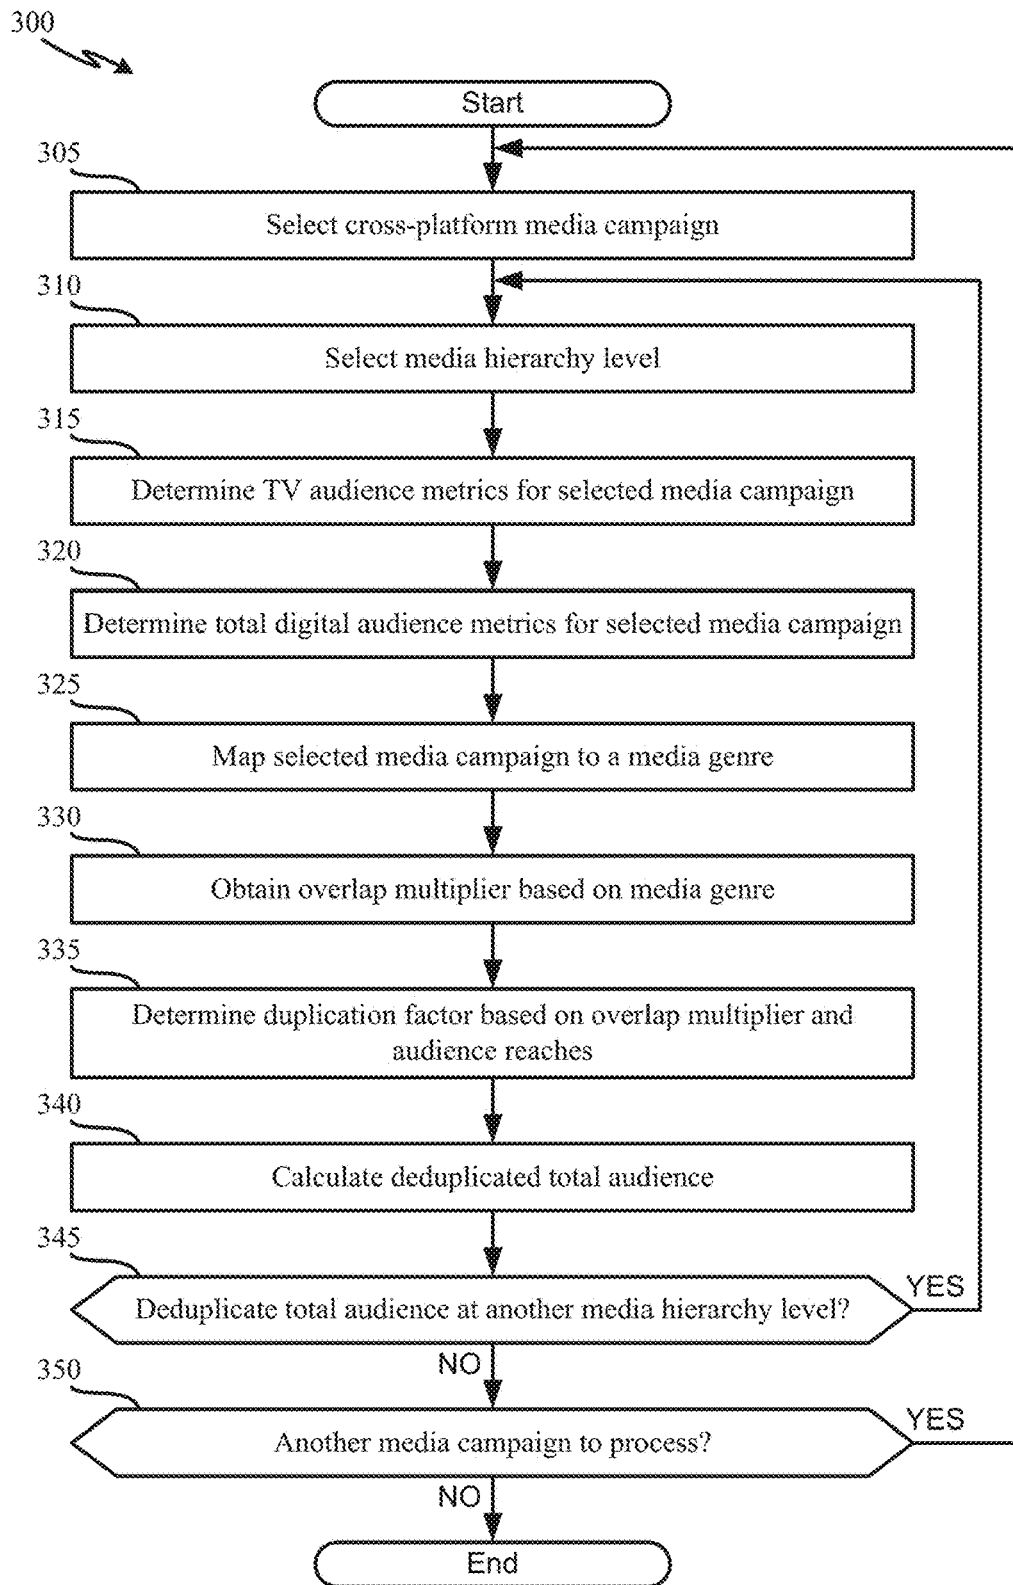 300
Start
305
Select cross-platform media campaign
310
Select media hierarchy level
315
Determine TV audience metrics for selected media campaign
320
Determine total digital audience metrics for selected media campaign
325
Map selected media campaign to a media genre
330
Obtain overlap multiplier based on media genre
335
Determine duplication factor based on overlap multiplier and
audience reaches
340
Calculate deduplicated total audience
345
Deduplicate total audience at another media hierarchy level?
YES
NO
350
Another media campaign to process?
YES
NO
End